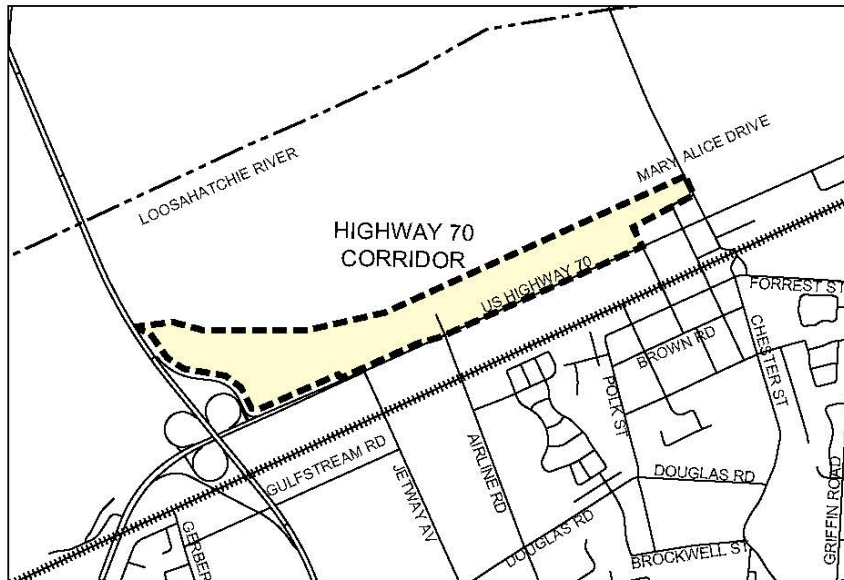 MARY ALICE DRIVE
LOOSAHATCHIE RIVER
HIGHWAY 70
CORRIDOR
US HIGHWAY 70
FORREST ST
CHESTER ST
BROWN RD
POLK ST
AIRLINE RD
GULFSTREAM RD
JETWAY AV
DOUGLAS RD
GRIFFIN ROAD
GERBER
DOUGLAS RD
BROCKWELL ST